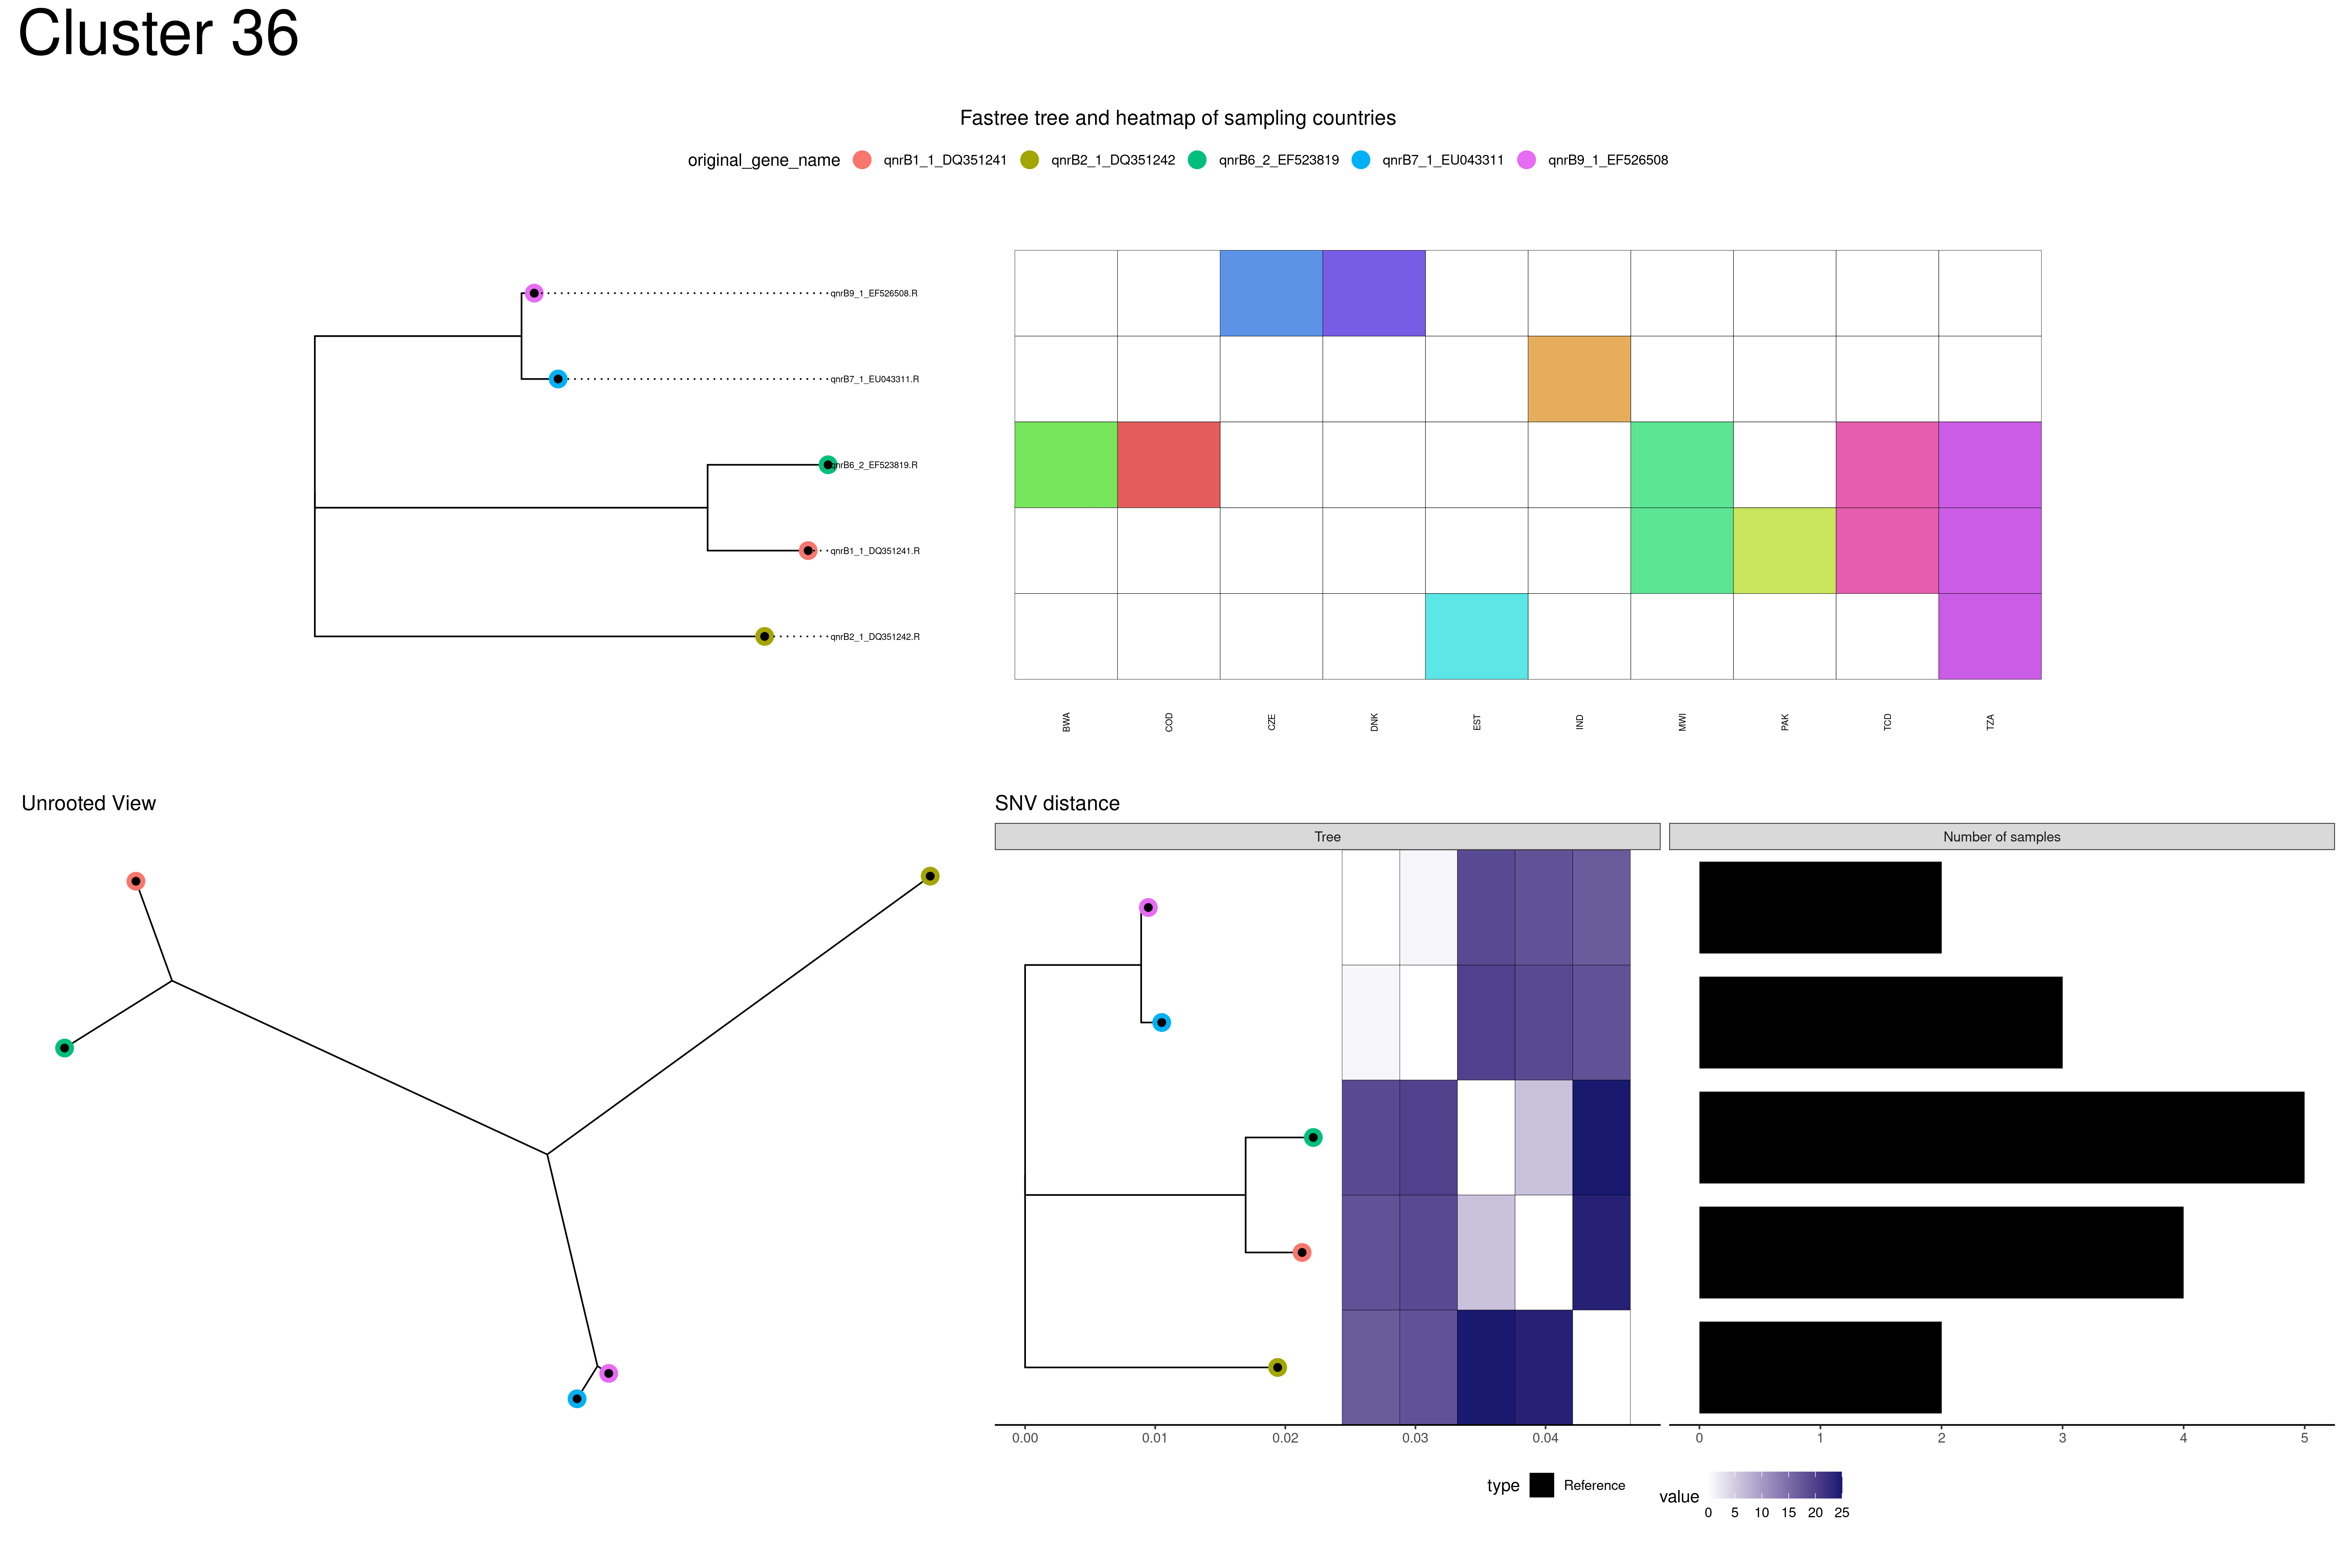 Cluster 36
Fastree tree and heatmap of sampling countries
original_gene_name qnrB1_1_DQ351241 qnrB2_1_DQ351242 qnrB6_2_EF523819 qnrB7_1_EU043311 qnrB9_1_EF526508
qnrB9_1_EF526508.R
qnrB7_1_EU043311.R
qnrB6_2_EF523819.R
qnrB1_1_DQ351241.R
qnrB2_1_DQ351242.R
BWA COD CZE DNK EST IND MWI PAK TCD TZA
Unrooted View
SNV distance
Tree Number of samples
0.00 0.01 0.02 0.03 0.04 0 1 2 3 4 5
type Reference value
0 5 10 15 20 25